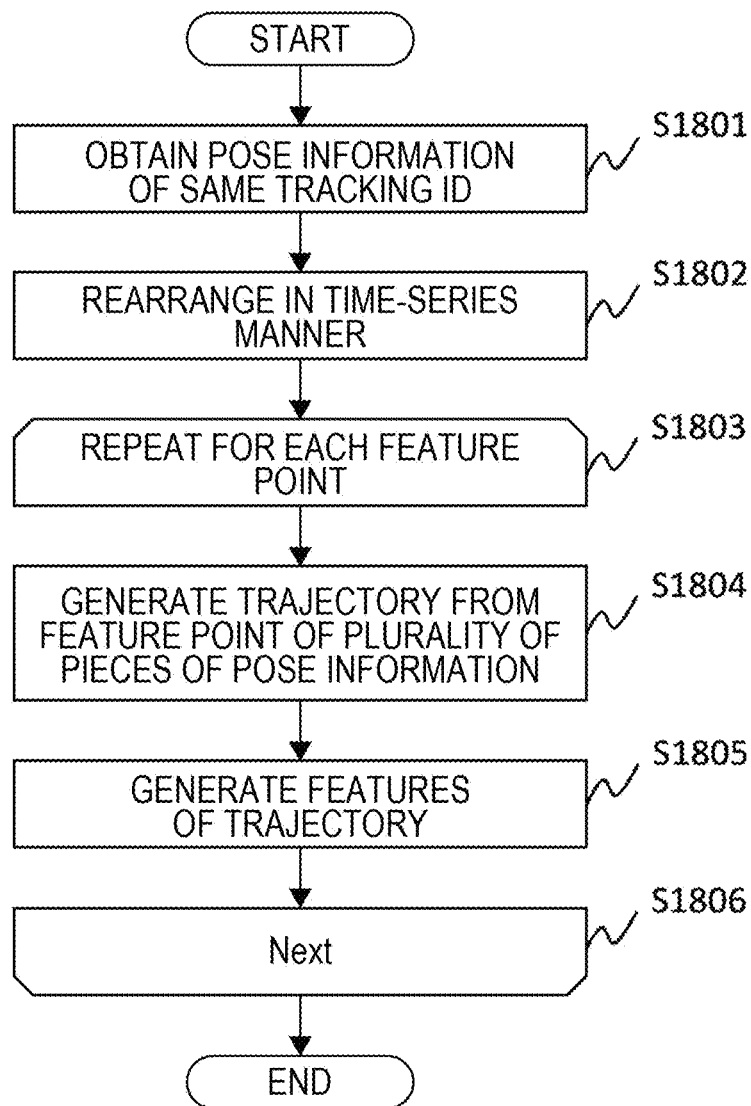 START
S1801
OBTAIN POSE INFORMATION
OF SAME TRACKING ID
S1802
REARRANGE IN TIME-SERIES
MANNER
S1803
REPEAT FOR EACH FEATURE
POINT
S1804
GENERATE TRAJECTORY FROM
FEATURE POINT OF PLURALITY OF
PIECES OF POSE INFORMATION
S1805
GENERATE FEATURES
OF TRAJECTORY
S1806
Next
END